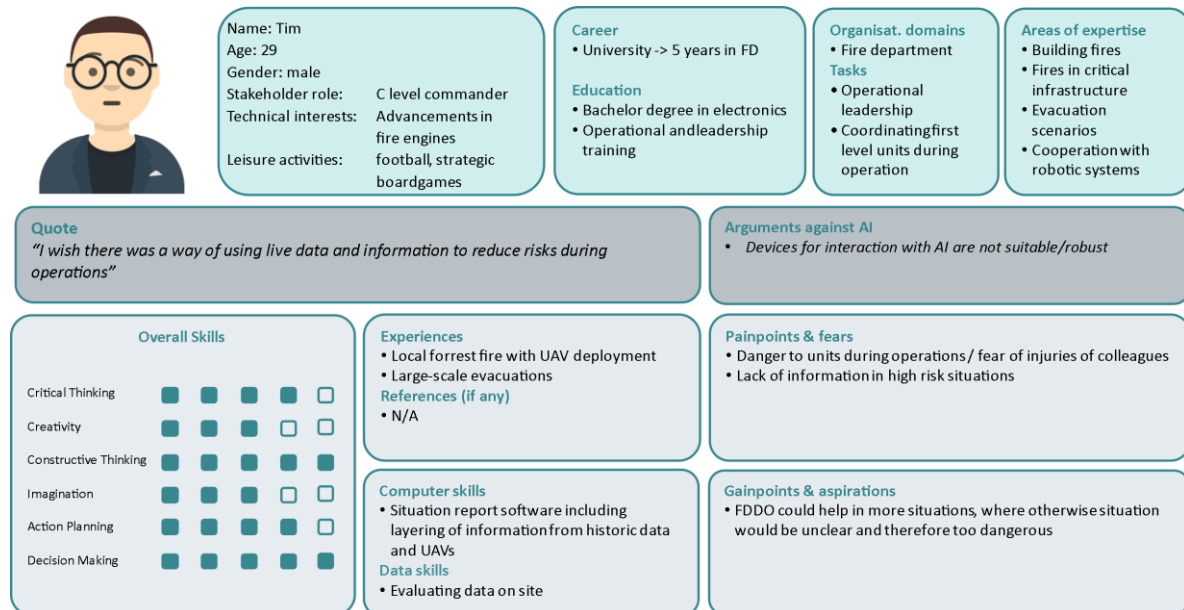 Name: Tim
Age: 29
Gender: male
Stakeholder role: C level commander
Technical interests: Advancements in
fire engines
Leisure activities: football, strategic
boardgames
Career
• University -> 5 years in FD
Education
• Bachelor degree in electronics
• Operational andleadership
training
Organisat. domains
• Fire department
Tasks
• Operational
leadership
• Coordinatingfirst
level units during
operation
Areas of expertise
• Building fires
• Fires in critical
infrastructure
• Evacuation
scenarios
• Cooperation with
robotic systems
Quote
“I wish there was a way of using live data and information to reduce risks during
operations”
Arguments against AI
• Devices for interaction with AI are not suitable/robust
Overall Skills
Critical Thinking
Creativity
Constructive Thinking
Imagination
Action Planning
Decision Making
Experiences
• Local forrest fire with UAV deployment
• Large-scale evacuations
References (if any)
• N/A
Painpoints & fears
• Danger to units during operations / fear of injuries of colleagues
• Lack of information in high risk situations
Computer skills
• Situation report software including
layering of information from historic data
and UAVs
Data skills
• Evaluating data on site
Gainpoints & aspirations
• FDDO could help in more situations, where otherwise situation
would be unclear and therefore too dangerous